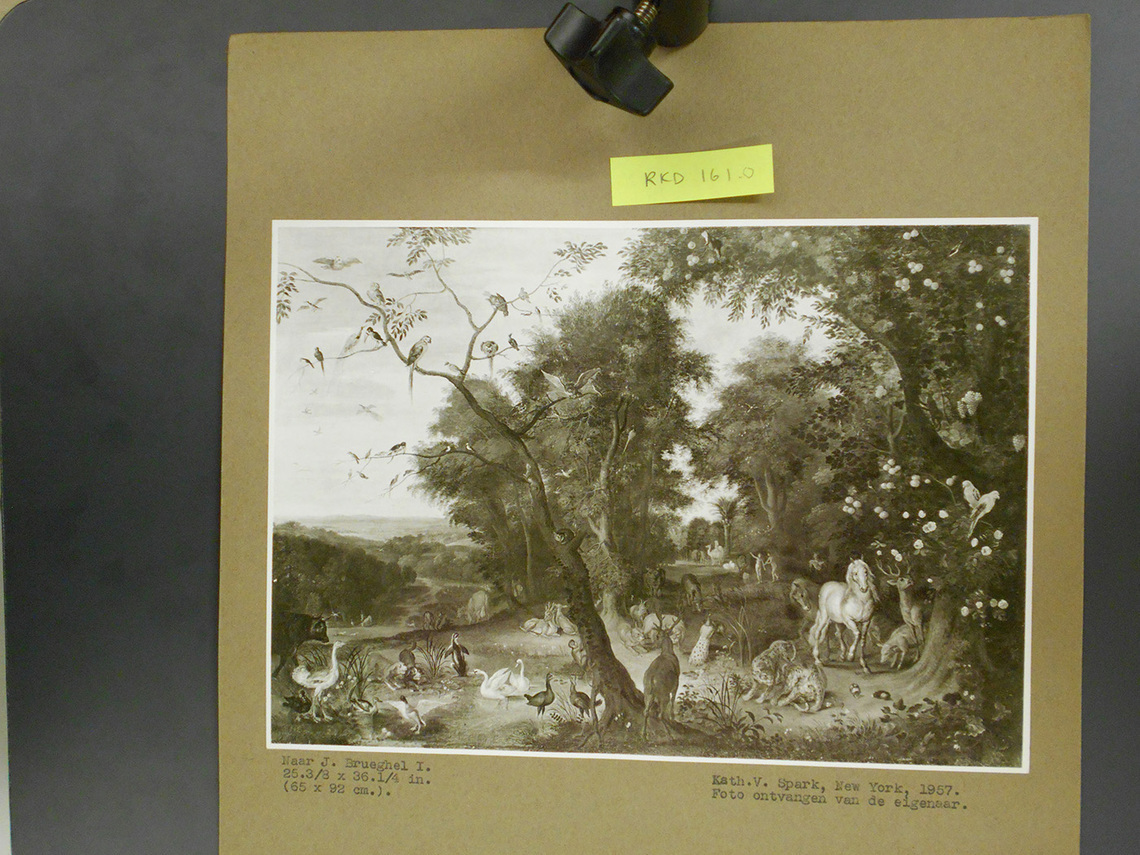 RKD 161.0
Naar J. Brueghel I.
25.3/8 x 36.1/4 in.
(65 x 92 cm.).
Kath.V. Spark, New York, 1957.
Foto ontvangen van de eigenaar.